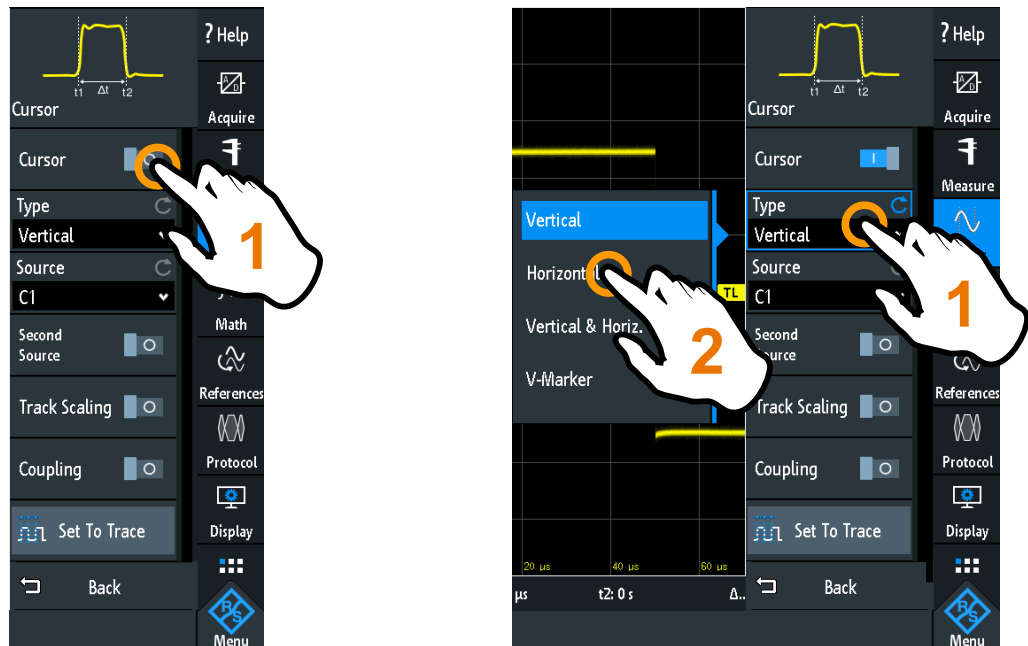 t1 Δt t2
Cursor
Cursor
Type
Vertical
Source
C1
Second
Source
Track Scaling
Coupling
Set To Trace
Back
? Help
A
D
Acquire
Math
References
Protocol
Display
R/S
Menu
1
Vertical
Horizontal
Vertical & Horiz.
V-Marker
2
TL
20 µs 40 µs 60 µs
µs t2: 0 s Δ..
t1 Δt t2
Cursor
Cursor
Type
Vertical
Source
C1
Second
Track Scaling
Coupling
Set To Trace
Back
? Help
A
D
Acquire
Measure
References
Protocol
Display
R/S
Menu
1